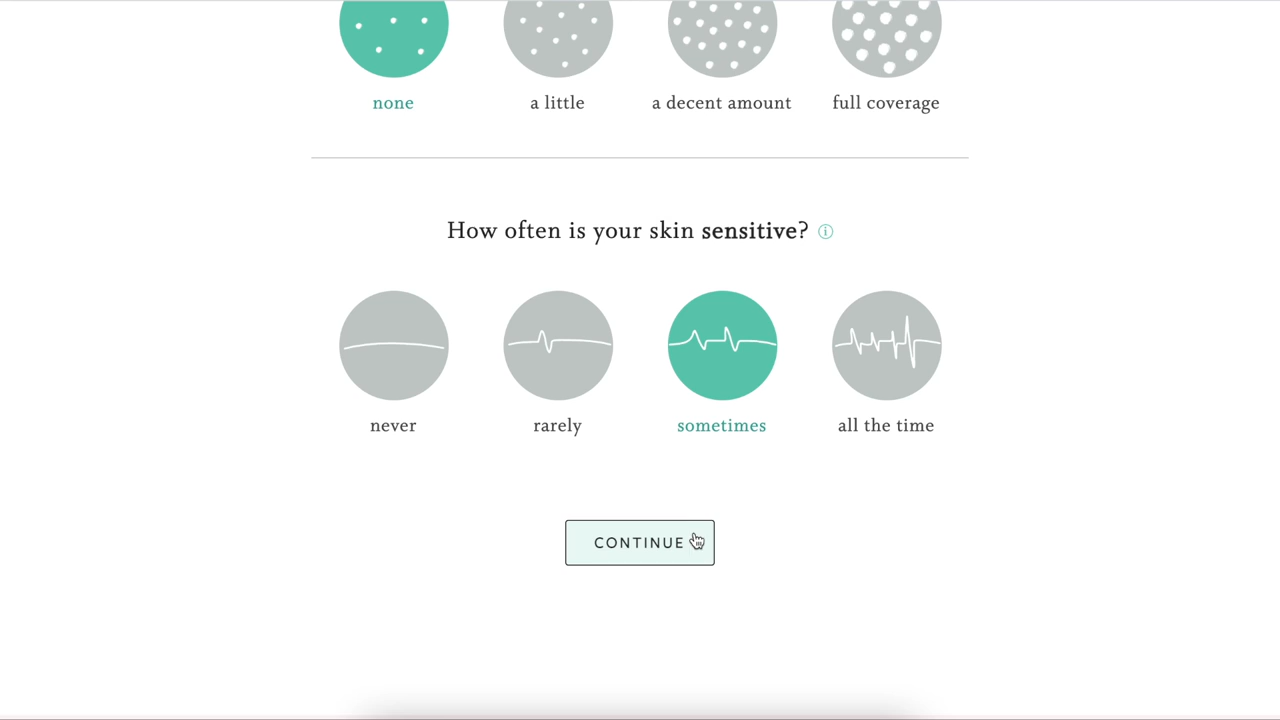 none a little a decent amount full coverage
How often is your skin sensitive?
never rarely sometimes all the time
CONTINUE